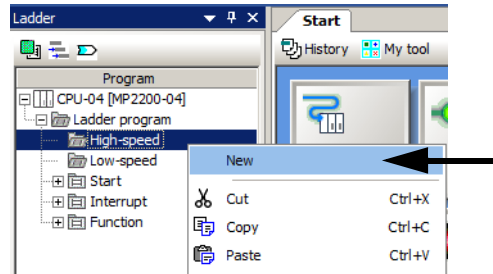 Ladder
Start
History My tool
Program
CPU-04 [MP2200-04]
Ladder program
High-speed
Low-speed
Start
Interrupt
Function
New
Cut Ctrl+X
Copy Ctrl+C
Paste Ctrl+V